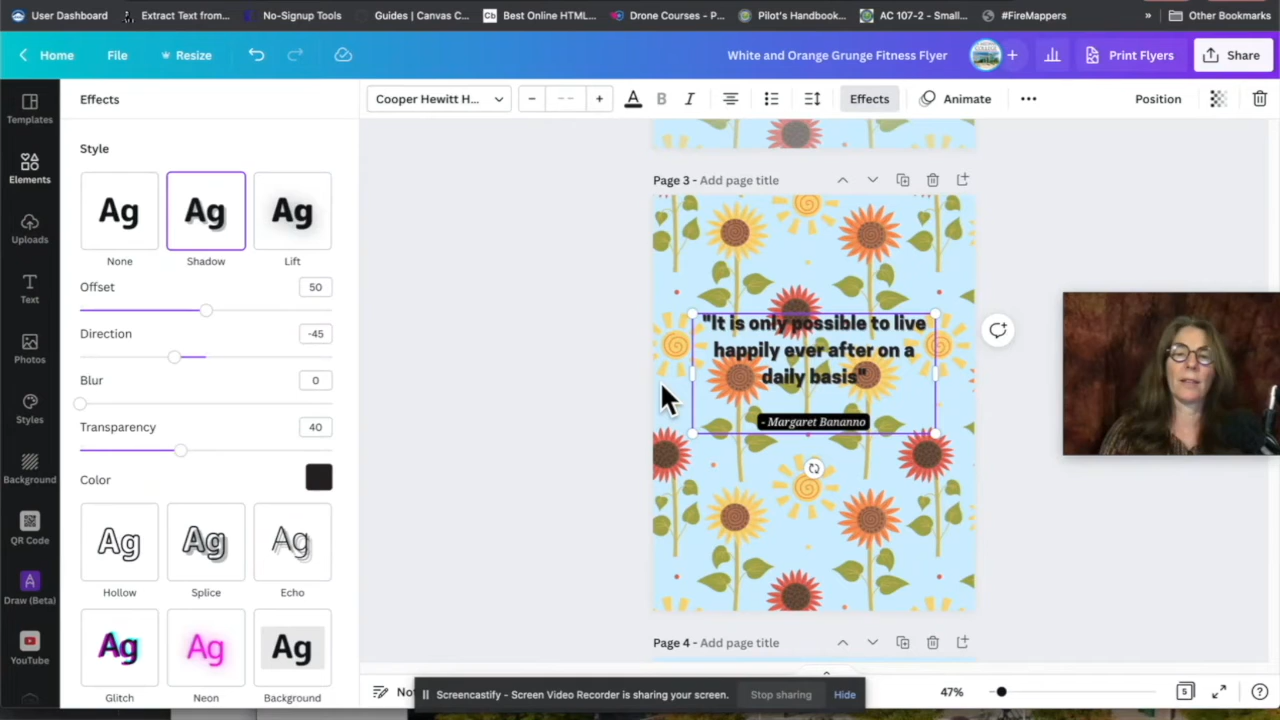 User Dashboard
Extract Text from...
No-Signup Tools
Guides | Canvas C...
Cb
Best Online HTML...
Drone Courses - P...
Pilot's Handbook...
AC 107-2 - Small...
#FireMappers
»
Other Bookmarks
Home
File
Resize
White and Orange Grunge Fitness Flyer
Print Flyers
Share
Effects
Cooper Hewitt H...
− - - +
A
B
I
Effects
Animate
Position
Templates
Elements
Uploads
Text
Photos
Styles
Background
QR Code
Draw (Beta)
YouTube
Style
Ag
Ag
Ag
None
Shadow
Lift
Offset
50
Direction
-45
Blur
0
Transparency
40
Color
Ag
Ag
Ag
Hollow
Splice
Echo
Ag
Ag
Ag
Glitch
Neon
Background
Page 3 - Add page title
"It is only possible to live
happily ever after on a
daily basis"
- Margaret Bananno
Page 4 - Add page title
Not
Screencastify - Screen Video Recorder is sharing your screen.
Stop sharing
Hide
47%
5
?